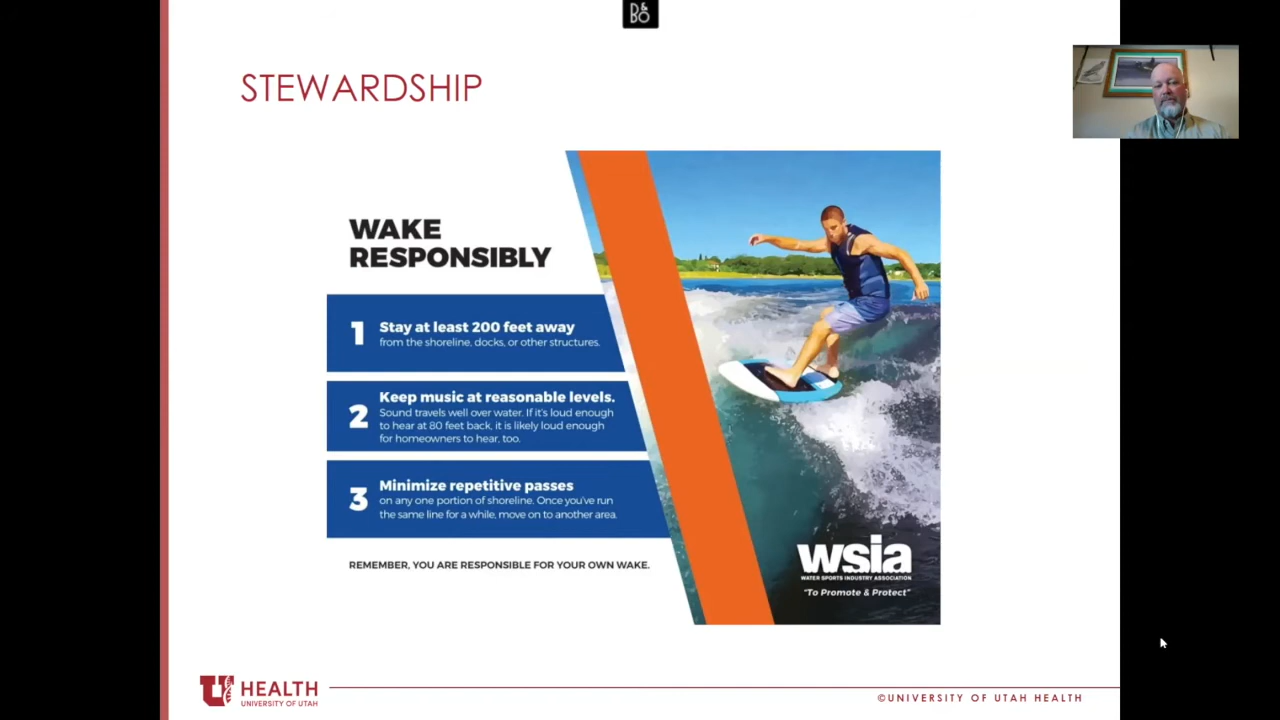 B&O
STEWARDSHIP
WAKE
RESPONSIBLY
1
Stay at least 200 feet away
from the shoreline, docks, or other structures.
2
Keep music at reasonable levels.
Sound travels well over water. If it's loud enough
to hear at 80 feet back, it is likely loud enough
for homeowners to hear, too.
3
Minimize repetitive passes
on any one portion of shoreline. Once you've run
the same line for a while, move on to another area.
REMEMBER, YOU ARE RESPONSIBLE FOR YOUR OWN WAKE.
wsia
WATER SPORTS INDUSTRY ASSOCIATION
"To Promote & Protect"
U HEALTH
UNIVERSITY OF UTAH
©UNIVERSITY OF UTAH HEALTH